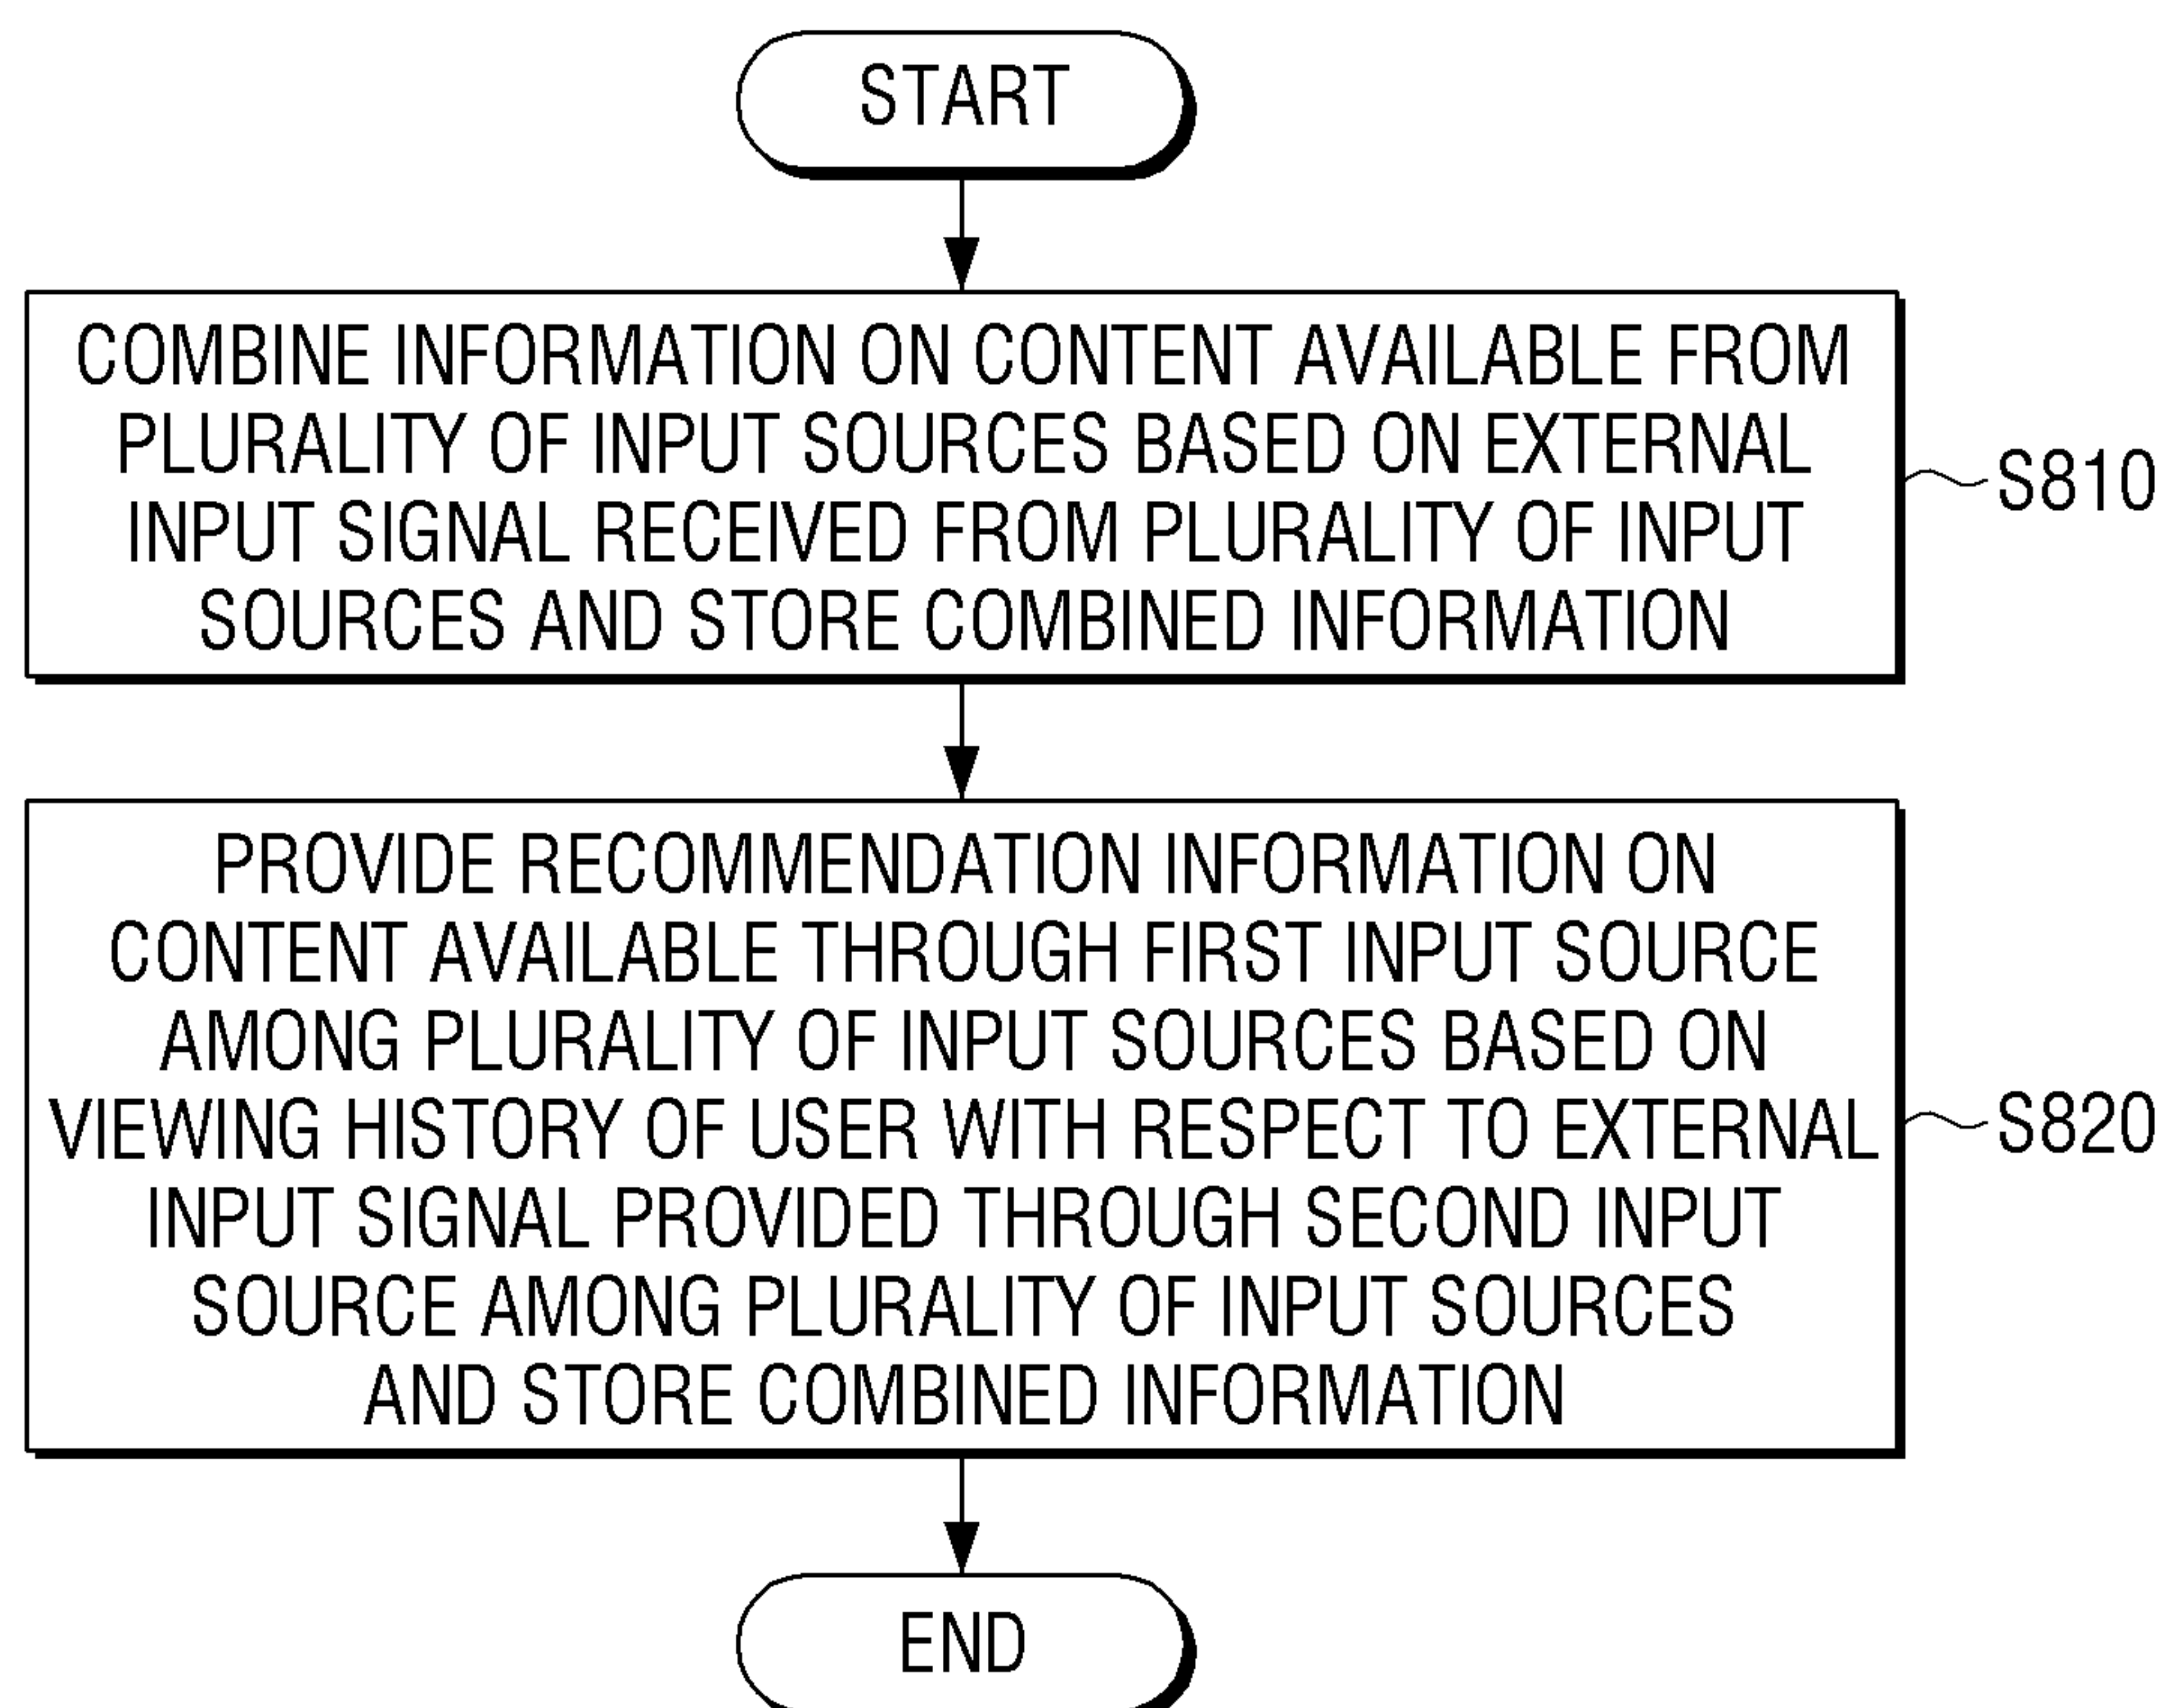 START
COMBINE INFORMATION ON CONTENT AVAILABLE FROM
PLURALITY OF INPUT SOURCES BASED ON EXTERNAL
INPUT SIGNAL RECEIVED FROM PLURALITY OF INPUT
SOURCES AND STORE COMBINED INFORMATION
S810
PROVIDE RECOMMENDATION INFORMATION ON
CONTENT AVAILABLE THROUGH FIRST INPUT SOURCE
AMONG PLURALITY OF INPUT SOURCES BASED ON
VIEWING HISTORY OF USER WITH RESPECT TO EXTERNAL
INPUT SIGNAL PROVIDED THROUGH SECOND INPUT
SOURCE AMONG PLURALITY OF INPUT SOURCES
AND STORE COMBINED INFORMATION
S820
END